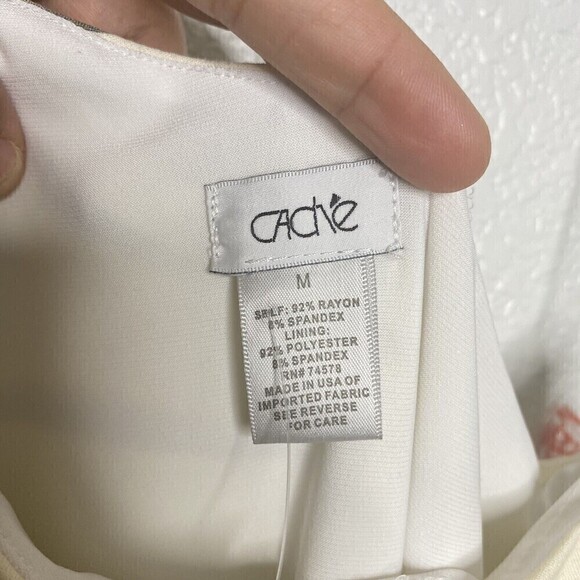 CACHÉ
M
SELF: 92% RAYON
8% SPANDEX
LINING:
92% POLYESTER
8% SPANDEX
RN# 74578
MADE IN USA OF
IMPORTED FABRIC
SEE REVERSE
FOR CARE